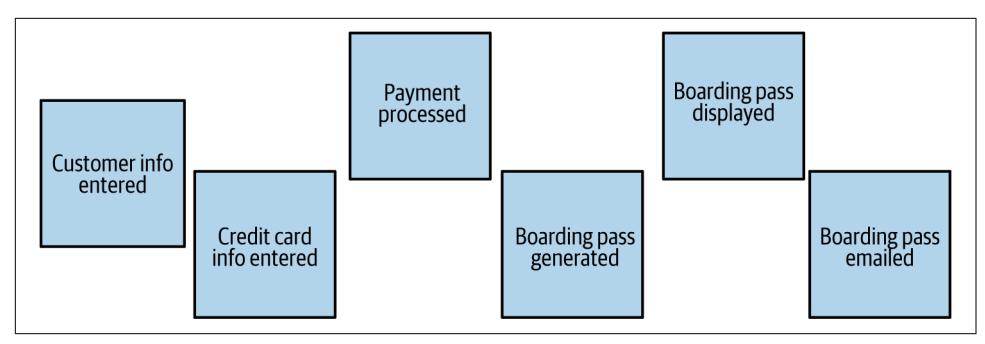 Customer info
entered
Credit card
info entered
Payment
processed
Boarding pass
generated
Boarding pass
displayed
Boarding pass
emailed